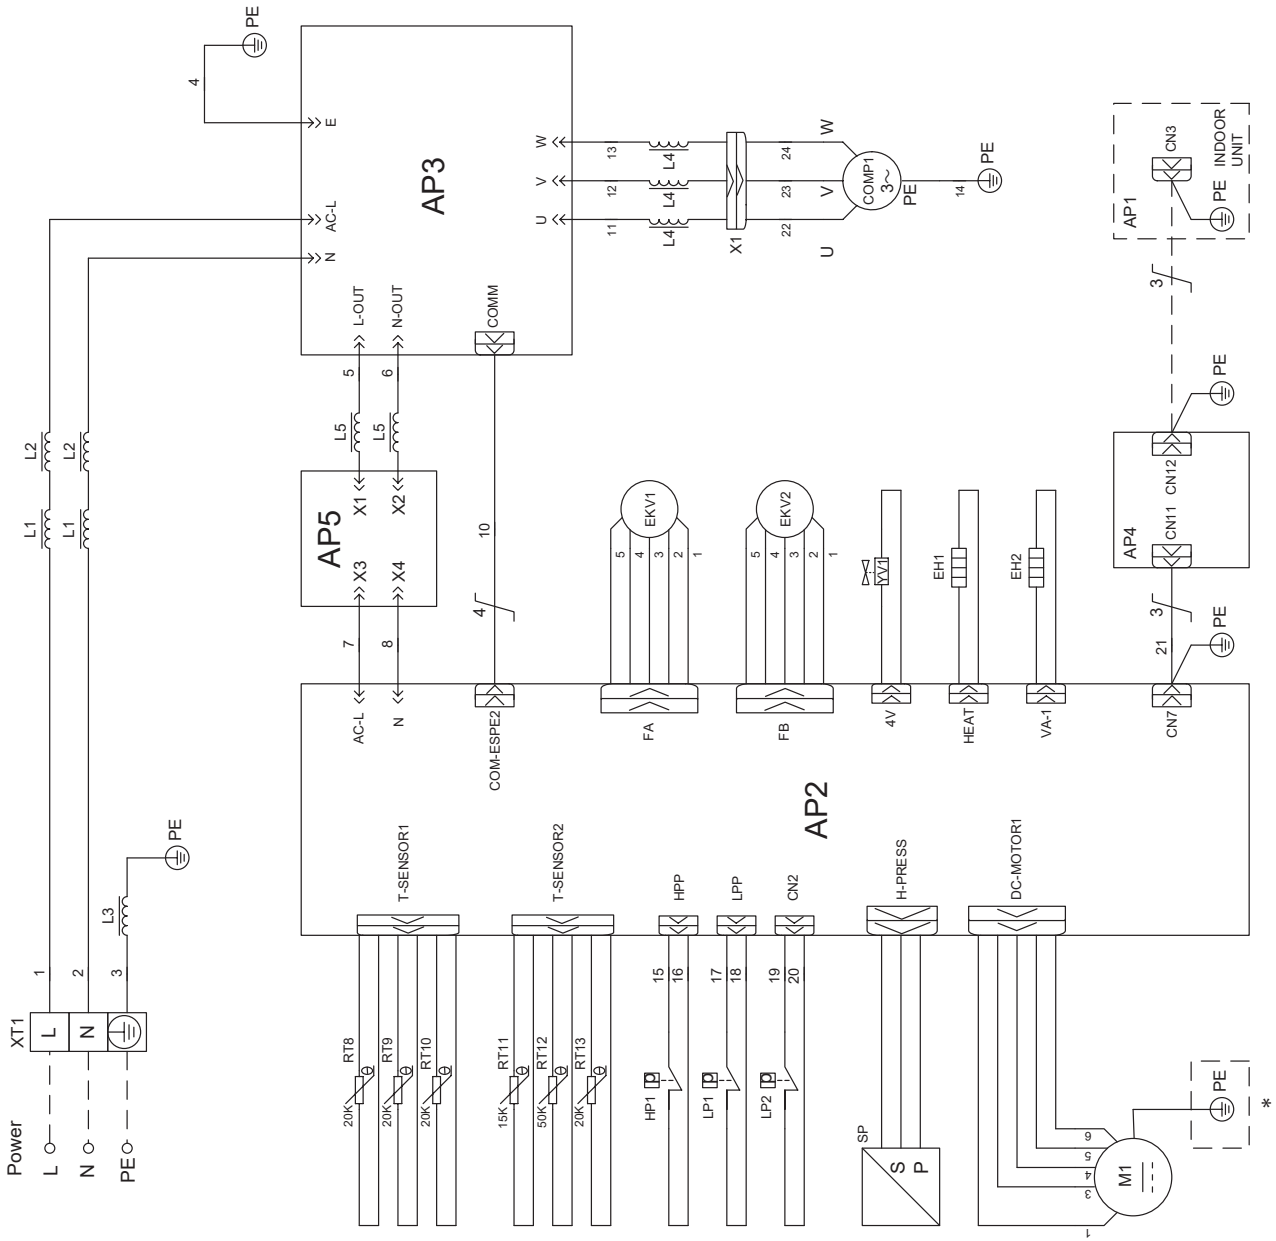 Power
L
N
PE
XT1
L
N
1
2
3
L3
PE
L1
L2
L1
L2
4
PE
E
AC-L
N
AP3
L-OUT
N-OUT
COMM
W
V
U
13
12
11
L4
L4
L4
X1
24
23
22
W
V
U
COMP1
3~
PE
14
PE
5
6
L5
L5
AP5
X1
X2
X3
X4
7
8
10
4
AC-L
N
COM-ESPE2
EKV1
5
4
3
2
1
FA
EKV2
5
4
3
2
1
FB
YV1
4V
EH1
HEAT
EH2
VA-1
AP1
CN3
PE
INDOOR
UNIT
3
AP4
CN11
CN12
PE
3
21
PE
CN7
AP2
T-SENSOR1
T-SENSOR2
HPP
LPP
CN2
H-PRESS
DC-MOTOR1
RT8
20K
θ
RT9
20K
θ
RT10
20K
θ
RT11
15K
θ
RT12
50K
θ
RT13
20K
θ
15
16
HP1
p
17
18
LP1
p
19
20
LP2
p
SP
S
P
M1
1
3
4
5
6
PE
*